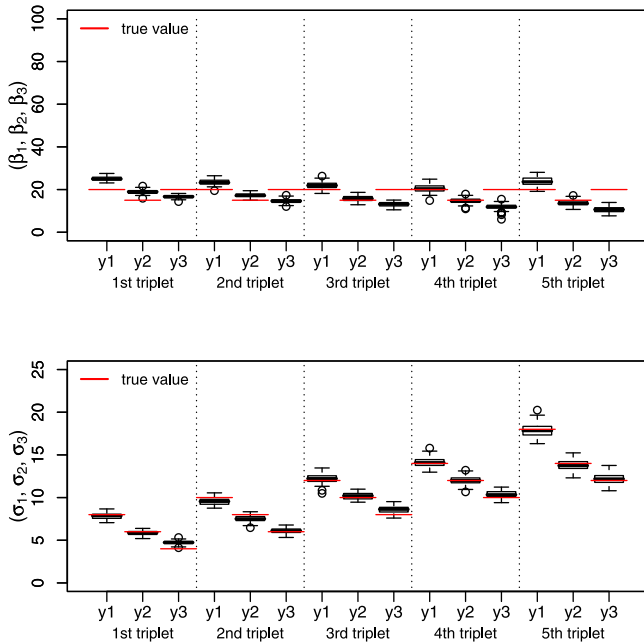 (β1, β2, β3)
0 20 40 60 80 100
true value
y1 y2 y3 y1 y2 y3 y1 y2 y3 y1 y2 y3 y1 y2 y3
1st triplet 2nd triplet 3rd triplet 4th triplet 5th triplet
(σ1, σ2, σ3)
0 5 10 15 20 25
true value
y1 y2 y3 y1 y2 y3 y1 y2 y3 y1 y2 y3 y1 y2 y3
1st triplet 2nd triplet 3rd triplet 4th triplet 5th triplet